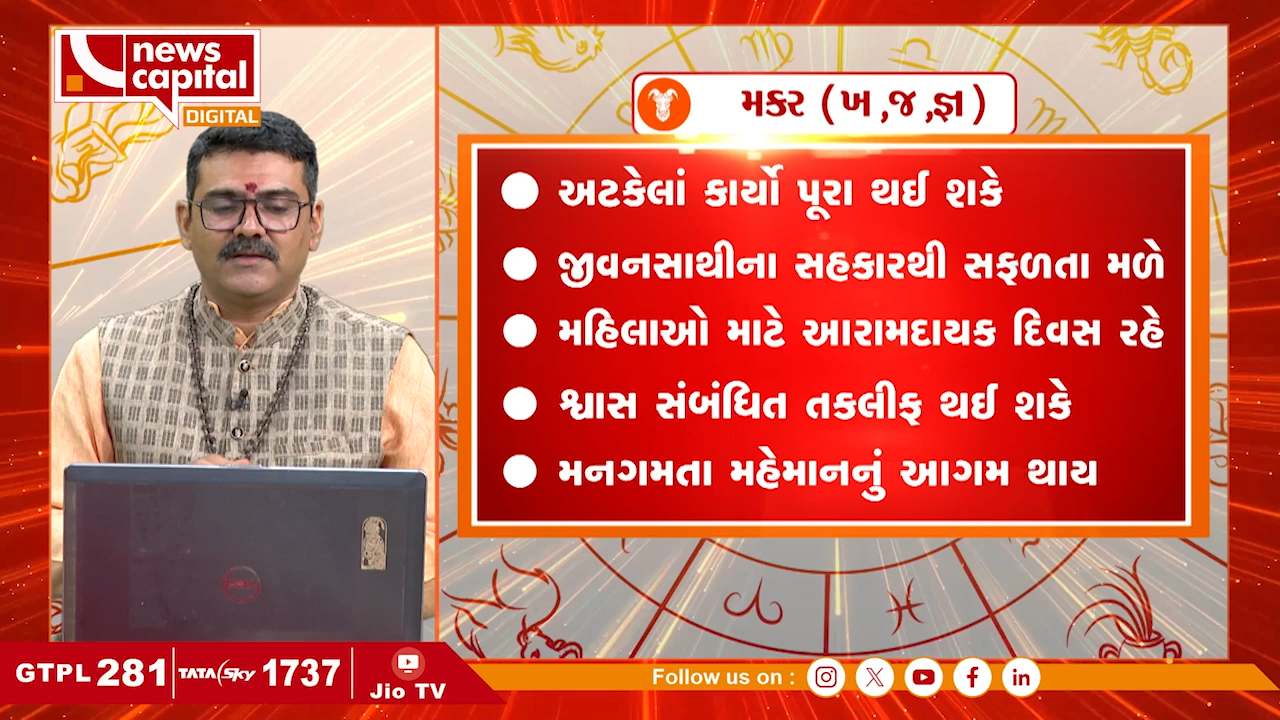 news
capital
DIGITAL
મકર (ખ,જ,જ્ઞ)
અટકેલાં કાર્યો પૂરા થઈ શકે
જીવનસાથીના સહકારથી સફળતા મળે
મહિલાઓ માટે આરામદાયક દિવસ રહે
શ્વાસ સંબંધિત તકલીફ થઈ શકે
મનગમતા મહેમાનનું આગમ થાય
GTPL 281
TATA Sky 1737
Jio TV
Follow us on :